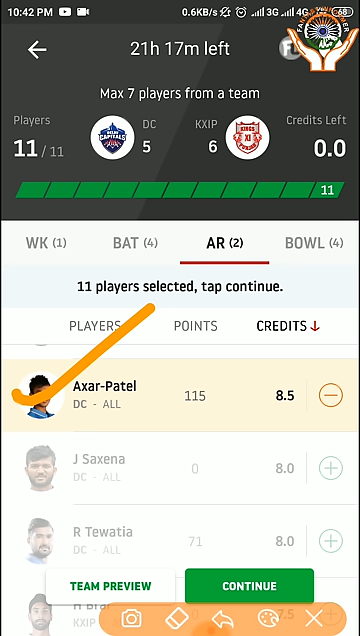 10:42 PM 0.6KB/s 3G 4G 68
21h 17m left
Max 7 players from a team
Players DC KXIP Credits Left
11 / 11 5 6 0.0
11
WK (1) BAT (4) AR (2) BOWL (4)
11 players selected, tap continue.
PLAYERS POINTS CREDITS
Axar-Patel 115 8.5
DC - ALL
J Saxena 0 8.0
DC - ALL
R Tewatia 71 8.0
DC - ALL
TEAM PREVIEW CONTINUE
H Brar 7.5
KXIP